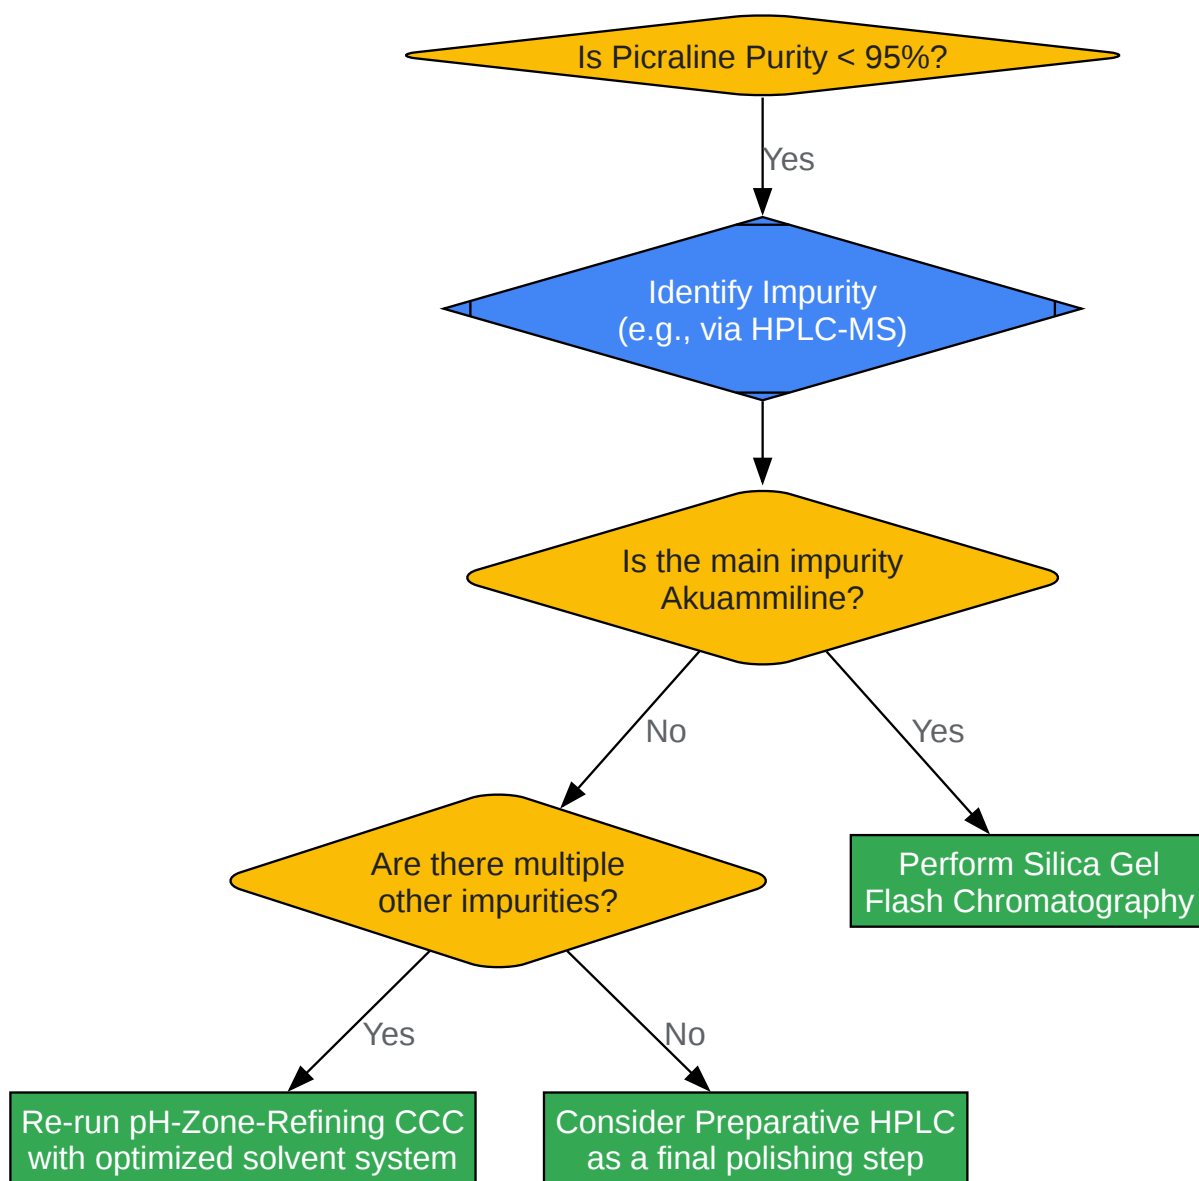 Is Picraline Purity < 95%?
Yes
Identify Impurity
(e.g., via HPLC-MS)
Is the main impurity
Akuammiline?
No
Yes
Are there multiple
other impurities?
Perform Silica Gel
Flash Chromatography
Yes
No
Re-run pH-Zone-Refining CCC
with optimized solvent system
Consider Preparative HPLC
as a final polishing step